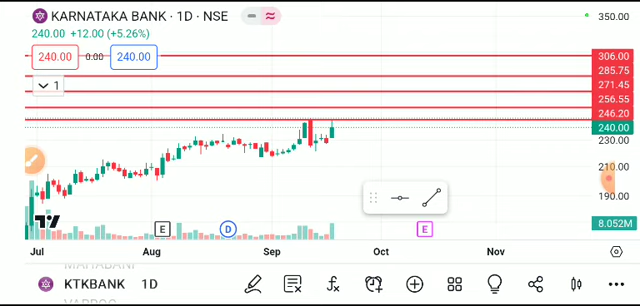 KARNATAKA BANK · 1D · NSE
240.00 +12.00 (+5.26%)
240.00 0.00 240.00
1
350.00
306.00
285.75
271.45
256.55
246.20
240.00
230.00
210.00
190.00
8.052M
E D E
Jul Aug Sep Oct Nov
KTKBANK 1D